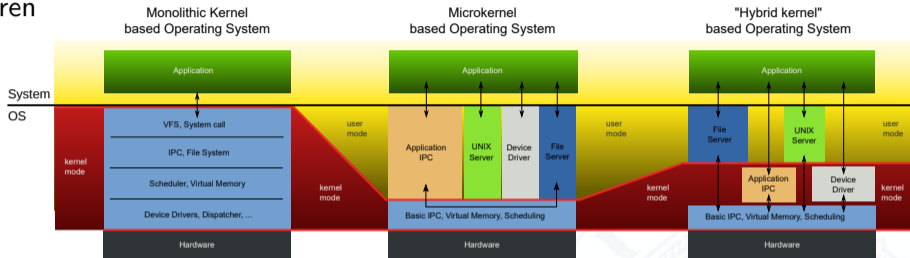 ren
Monolithic Kernel
based Operating System
Microkernel
based Operating System
"Hybrid kernel"
based Operating System
Application
Application
Application
System
OS
kernel
mode
VFS, System call
IPC, File System
Scheduler, Virtual Memory
Device Drivers, Dispatcher, ...
Hardware
user
mode
kernel
mode
Application
IPC
UNIX
Server
Device
Driver
File
Server
Basic IPC, Virtual Memory, Scheduling
Hardware
user
mode
kernel
mode
File
Server
UNIX
Server
Application
IPC
Device
Driver
Basic IPC, Virtual Memory, Scheduling
Hardware
user
mode
kernel
mode